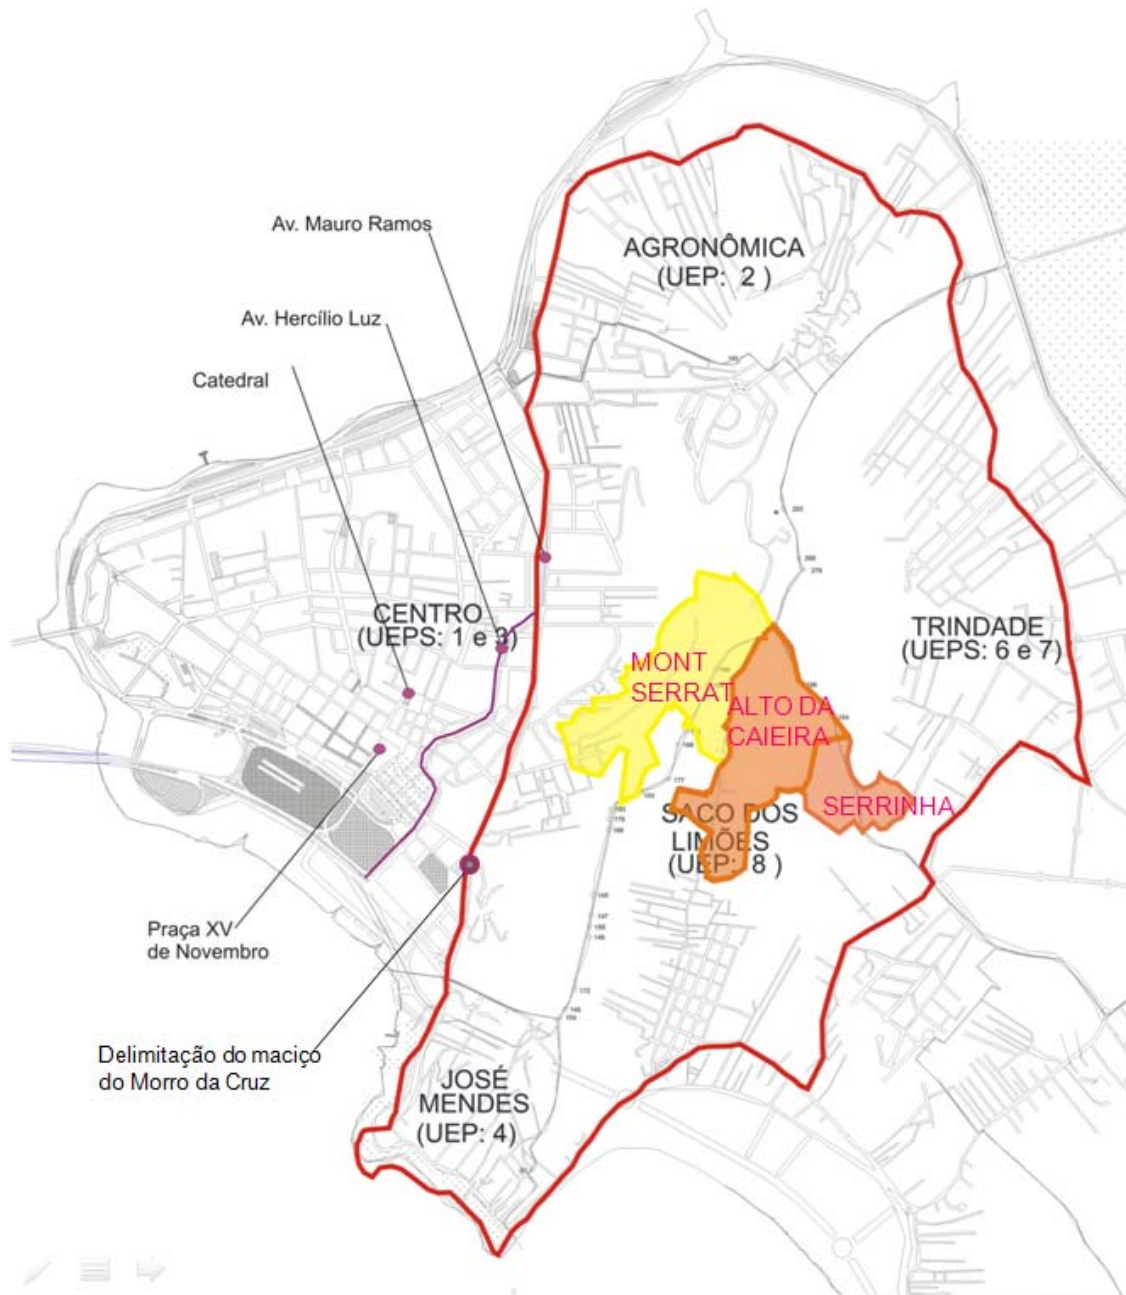 AGRONÔMICA
(UEP: 2 )
Av. Mauro Ramos
Av. Hercílio Luz
Catedral
CENTRO
(UEPS: 1 e 3)
TRINDADE
(UEPS: 6 e 7)
MONT
SERRAT
ALTO DA
CAIEIRA
SERRINHA
SACO DOS
LIMÕES
(UEP: 8 )
Praça XV
de Novembro
Delimitação do maciço
do Morro da Cruz
JOSÉ
MENDES
(UEP: 4)